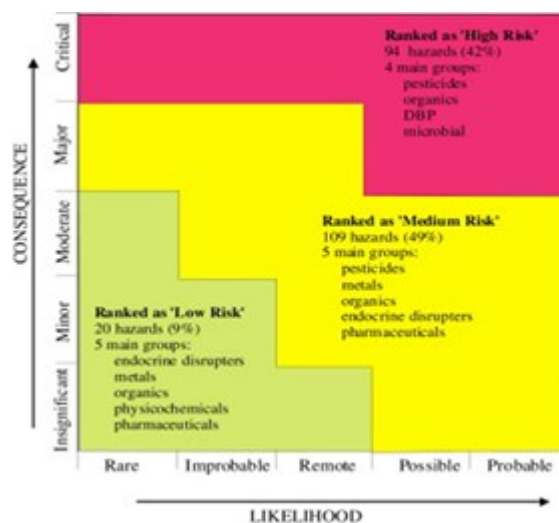 CONSEQUENCE
Critical
Major
Moderate
Minor
Insignificant
Ranked as 'High Risk'
94 hazards (42%)
4 main groups:
pesticides
organics
DBP
microbial
Ranked as 'Medium Risk'
109 hazards (49%)
5 main groups:
pesticides
metals
organics
endocrine disrupters
pharmaceuticals
Ranked as 'Low Risk'
20 hazards (9%)
5 main groups:
endocrine disrupters
metals
organics
physicochemicals
pharmaceuticals
Rare Improbable Remote Possible Probable
LIKELIHOOD